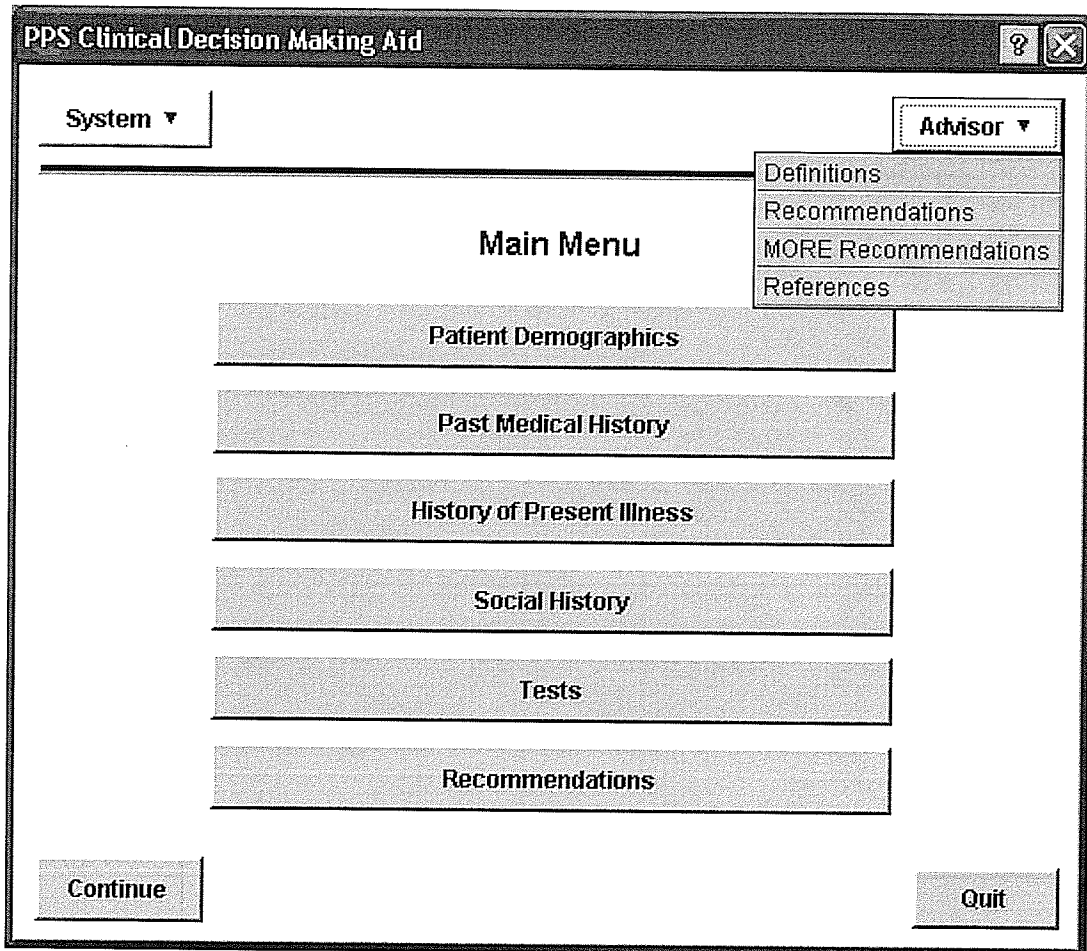 PPS Clinical Decision Making Aid ?
System ▼
Advisor ▼
Definitions
Recommendations
MORE Recommendations
References
Main Menu
Patient Demographics
Past Medical History
History of Present Illness
Social History
Tests
Recommendations
Continue
Quit